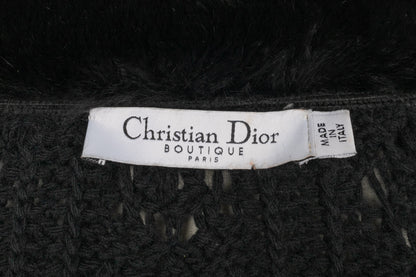 Christian Dior
BOUTIQUE
PARIS
MADE
IN
ITALY